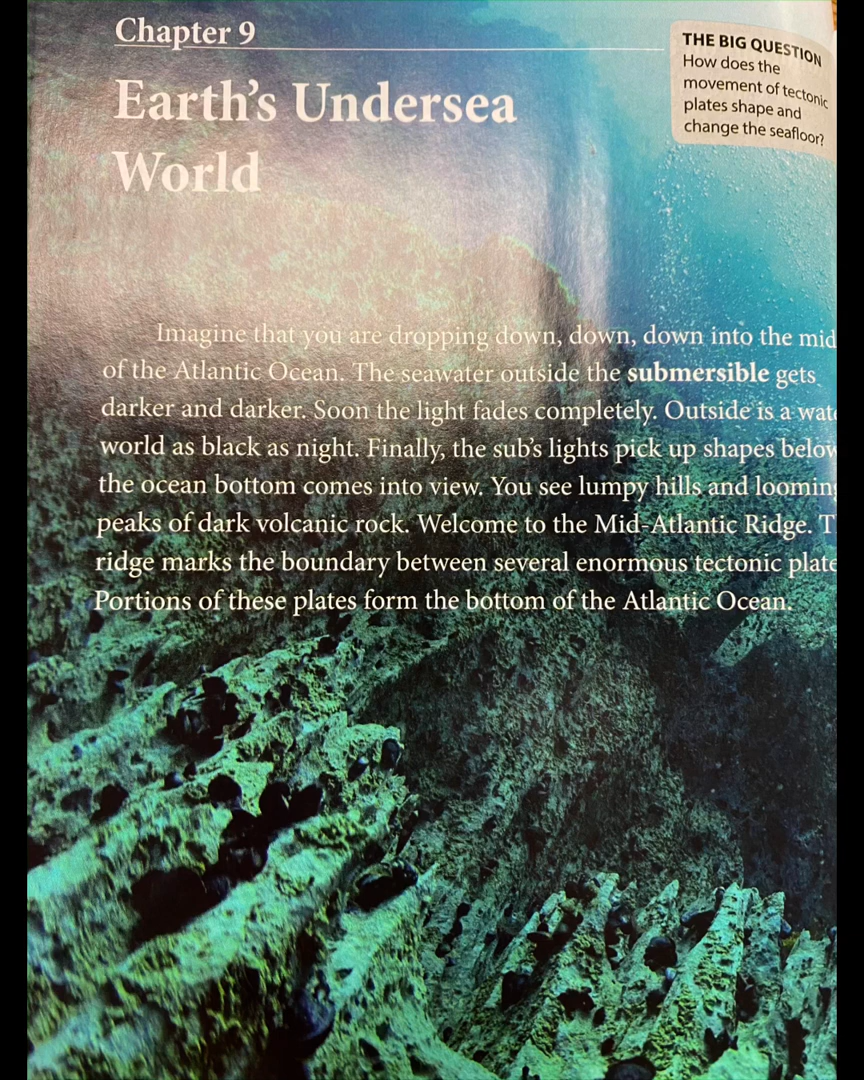 Chapter 9
THE BIG QUESTION
How does the
movement of tectonic
plates shape and
change the seafloor?
Earth's Undersea
World
Imagine that you are dropping down, down, down into the mid
of the Atlantic Ocean. The seawater outside the submersible gets
darker and darker. Soon the light fades completely. Outside is a wat
world as black as night. Finally, the sub's lights pick up shapes below
the ocean bottom comes into view. You see lumpy hills and looming
peaks of dark volcanic rock. Welcome to the Mid-Atlantic Ridge. T
ridge marks the boundary between several enormous tectonic plate
Portions of these plates form the bottom of the Atlantic Ocean.